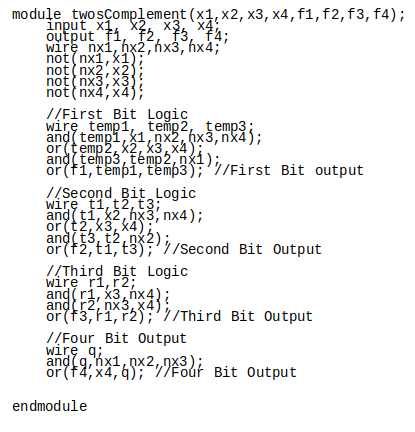 module twosComplement(x1,x2,x3,x4,f1,f2,f3,f4);
input x1, x2, x3, x4;
output f1, f2, f3, f4;
wire nx1,nx2,nx3,nx4;
not(nx1,x1);
not(nx2,x2);
not(nx3,x3);
not(nx4,x4);
//First Bit Logic
wire temp1, temp2, temp3;
and(temp1,x1,nx2,nx3,nx4);
or(temp2,x2,x3,x4);
and(temp3,temp2,nx1);
or(f1,temp1,temp3); //First Bit output
//Second Bit Logic
wire t1,t2,t3;
and(t1,x2,nx3,nx4);
or(t2,x3,x4);
and(t3,t2,nx2);
or(f2,t1,t3); //Second Bit Output
//Third Bit Logic
wire r1,r2;
and(r1,x3,nx4);
and(r2,nx3,x4);
or(f3,r1,r2); //Third Bit Output
//Four Bit Output
wire q;
and(q,nx1,nx2,nx3);
or(f4,x4,q); //Four Bit Output
endmodule